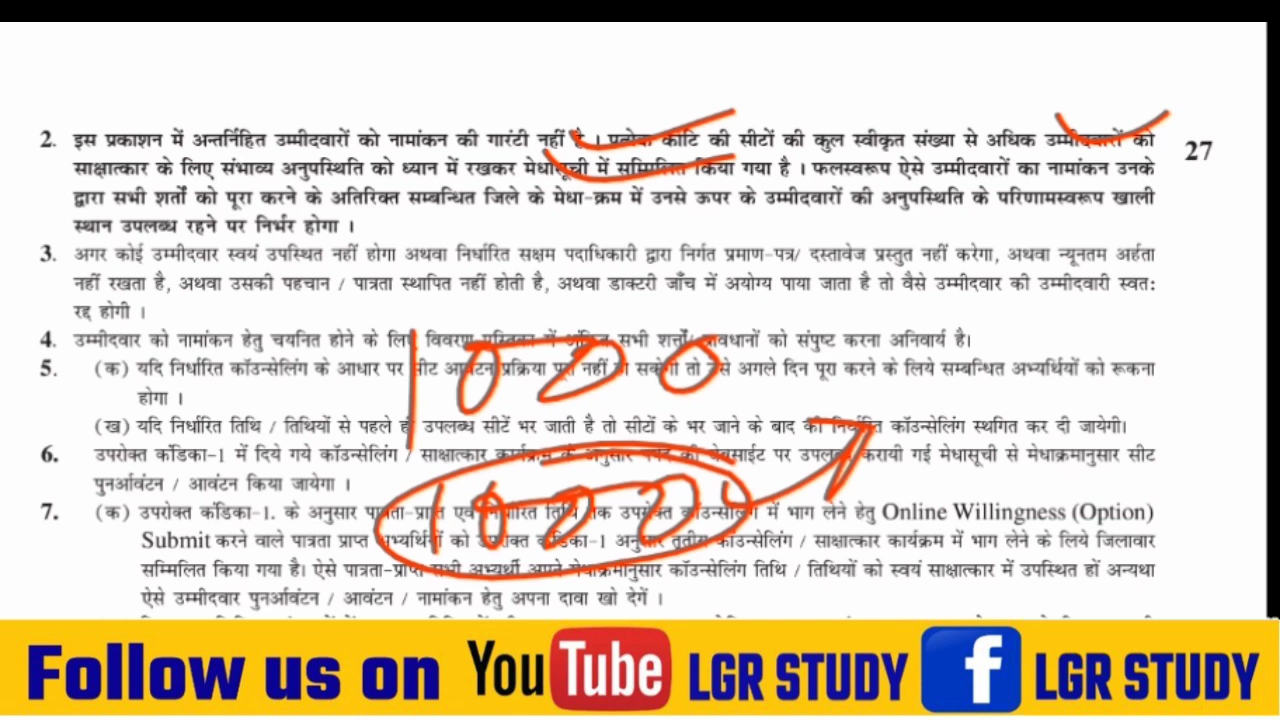 27
2. इस प्रकाशन में अन्तर्निहित उम्मीदवारों को नामांकन की गारंटी नहीं है । प्रत्येक कोटि की सीटों की कुल स्वीकृत संख्या से अधिक उम्मीदवारों को
साक्षात्कार के लिए संभाव्य अनुपस्थिति को ध्यान में रखकर मेधासूची में सम्मिलित किया गया है । फलस्वरूप ऐसे उम्मीदवारों का नामांकन उनके
द्वारा सभी शर्तों को पूरा करने के अतिरिक्त सम्बन्धित जिले के मेधा-क्रम में उनसे ऊपर के उम्मीदवारों की अनुपस्थिति के परिणामस्वरूप खाली
स्थान उपलब्ध रहने पर निर्भर होगा ।
3. अगर कोई उम्मीदवार स्वयं उपस्थित नहीं होगा अथवा निर्धारित सक्षम पदाधिकारी द्वारा निर्गत प्रमाण-पत्र/ दस्तावेज प्रस्तुत नहीं करेगा, अथवा न्यूनतम अर्हता
नहीं रखता है, अथवा उसकी पहचान / पात्रता स्थापित नहीं होती है, अथवा डाक्टरी जाँच में अयोग्य पाया जाता है तो वैसे उम्मीदवार की उम्मीदवारी स्वतः
रद्द होगी ।
4. उम्मीदवार को नामांकन हेतु चयनित होने के लिए विवरण पुस्तिका में अंकित सभी शर्त्तों/ प्रावधानों को संपुष्ट करना अनिवार्य है।
5. (क) यदि निर्धारित कॉउन्सेलिंग के आधार पर सीट आवंटन प्रक्रिया पूर्ण नहीं हो सकेगी तो उसे अगले दिन पूरा करने के लिये सम्बन्धित अभ्यर्थियों को रूकना
होगा ।
1000
(ख) यदि निर्धारित तिथि / तिथियों से पहले ही उपलब्ध सीटें भर जाती है तो सीटों के भर जाने के बाद की निर्धारित कॉउन्सेलिंग स्थगित कर दी जायेगी।
6. उपरोक्त कंडिका-1 में दिये गये कॉउन्सेलिंग / साक्षात्कार कार्यक्रम के अनुसार पर्षद की वेबसाईट पर उपलब्ध करायी गई मेधासूची से मेधाक्रमानुसार सीट
पुनर्आवंटन / आवंटन किया जायेगा ।
7. (क) उपरोक्त कंडिका-1. के अनुसार पात्रता-प्राप्त एवं निर्धारित तिथि तक उपरोक्त कॉउन्सेलिंग में भाग लेने हेतु Online Willingness (Option)
Submit करने वाले पात्रता प्राप्त अभ्यर्थियों को उपरोक्त कंडिका-1 अनुसार तृतीय कॉउन्सेलिंग / साक्षात्कार कार्यक्रम में भाग लेने के लिये जिलावार
सम्मिलित किया गया है। ऐसे पात्रता-प्राप्त सभी अभ्यर्थी अपने मेधाक्रमानुसार कॉउन्सेलिंग तिथि / तिथियों को स्वयं साक्षात्कार में उपस्थित हों अन्यथा
ऐसे उम्मीदवार पुनर्आवंटन / आवंटन / नामांकन हेतु अपना दावा खो देगें ।
Follow us on YouTube LGR STUDY f LGR STUDY